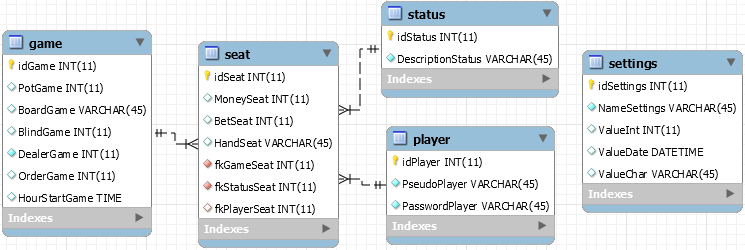 game
idGame INT(11)
PotGame INT(11)
BoardGame VARCHAR(45)
BlindGame INT(11)
DealerGame INT(11)
OrderGame INT(11)
HourStartGame TIME
Indexes
seat
idSeat INT(11)
MoneySeat INT(11)
BetSeat INT(11)
HandSeat VARCHAR(45)
fkGameSeat INT(11)
fkStatusSeat INT(11)
fkPlayerSeat INT(11)
Indexes
status
idStatus INT(11)
DescriptionStatus VARCHAR(45)
Indexes
player
idPlayer INT(11)
PseudoPlayer VARCHAR(45)
PasswordPlayer VARCHAR(45)
Indexes
settings
idSettings INT(11)
NameSettings VARCHAR(45)
ValueInt INT(11)
ValueDate DATETIME
ValueChar VARCHAR(45)
Indexes